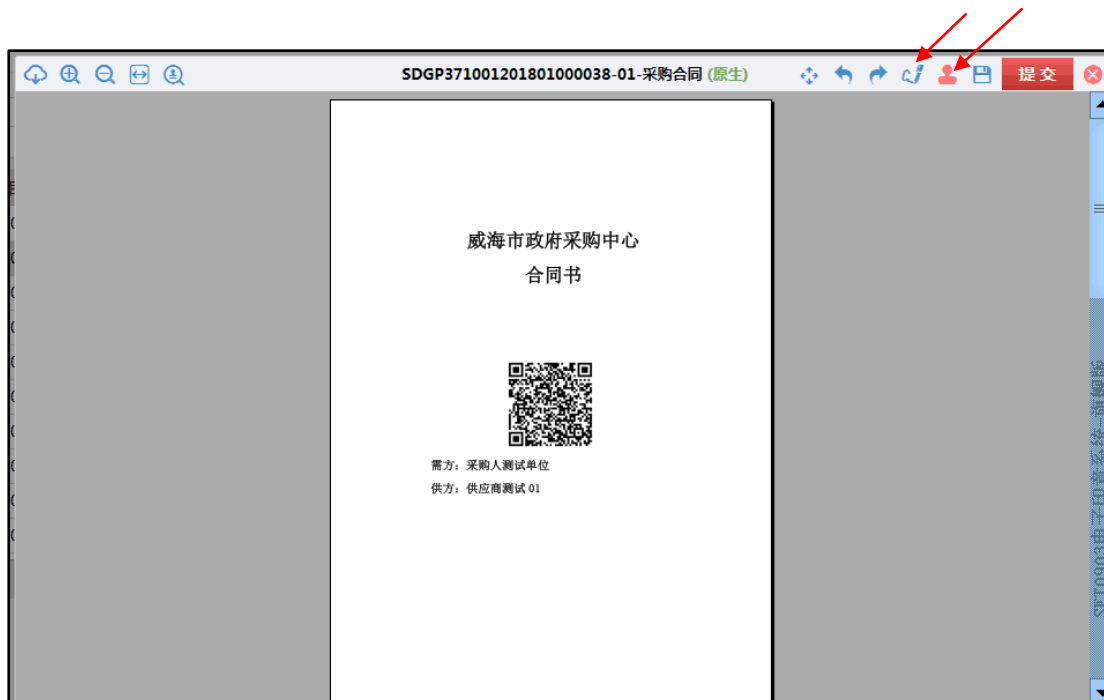 SDGP371001201801000038-01-采购合同 (原生)
提交
威海市政府采购中心
合同书
需方：采购人测试单位
供方：供应商测试 01